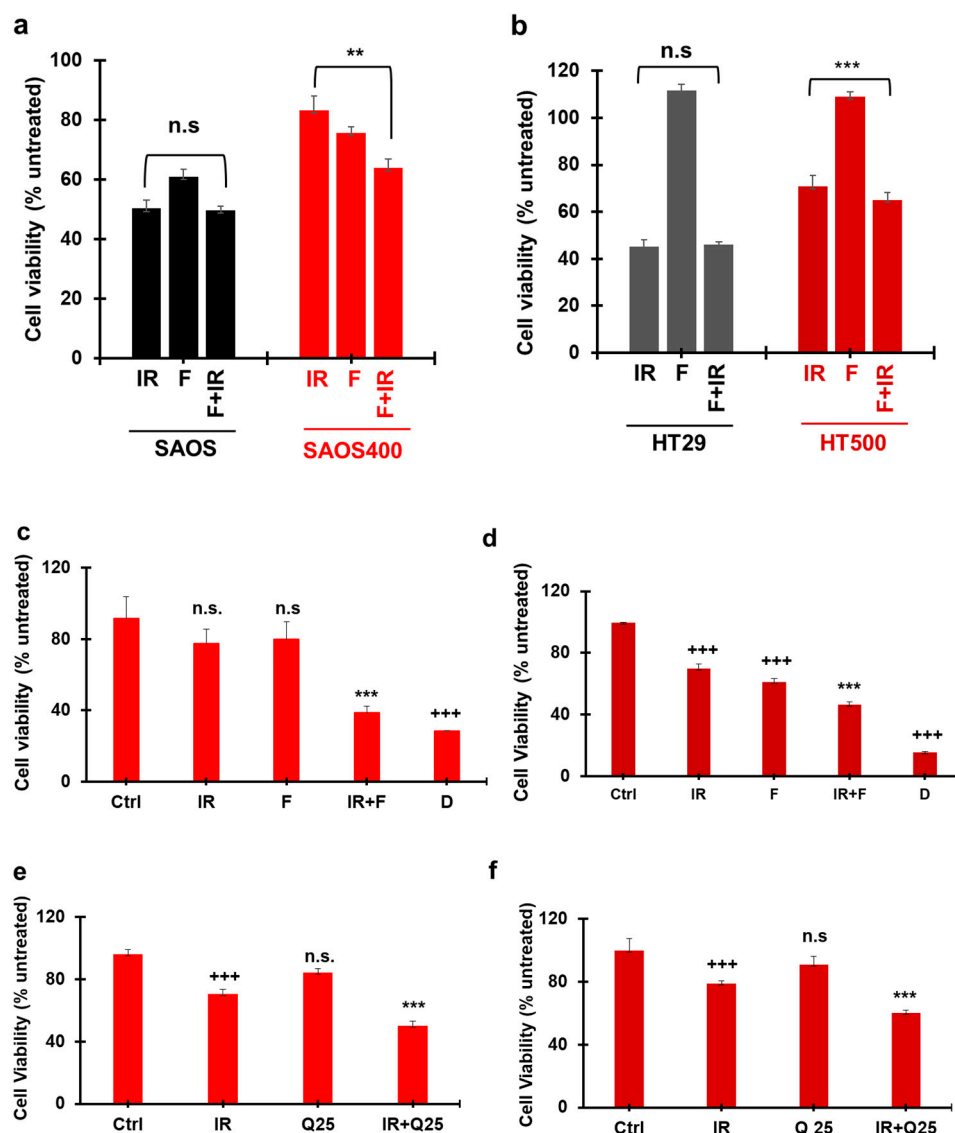 a
Cell viability (% untreated)
100
80
60
40
20
0
n.s
**
IR F F+IR IR F F+IR
SAOS SAOS400
b
Cell viability (% untreated)
120
100
80
60
40
20
0
n.s
***
IR F F+IR IR F F+IR
HT29 HT500
c
Cell viability (% untreated)
120
80
40
0
n.s. n.s
***
+++
Ctrl IR F IR+F D
d
Cell Viability (% untreated)
120
80
40
0
+++ +++
***
+++
Ctrl IR F IR+F D
e
Cell Viability (% untreated)
120
80
40
0
+++
n.s.
***
Ctrl IR Q25 IR+Q25
f
Cell Viability (% untreated)
120
80
40
0
+++
n.s
***
Ctrl IR Q 25 IR+Q25